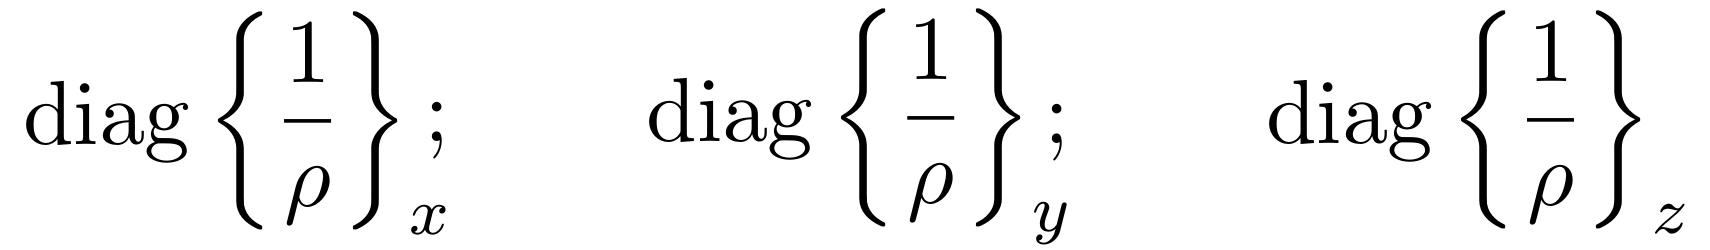 diag {1/ρ}_x ; diag {1/ρ}_y ; diag {1/ρ}_z